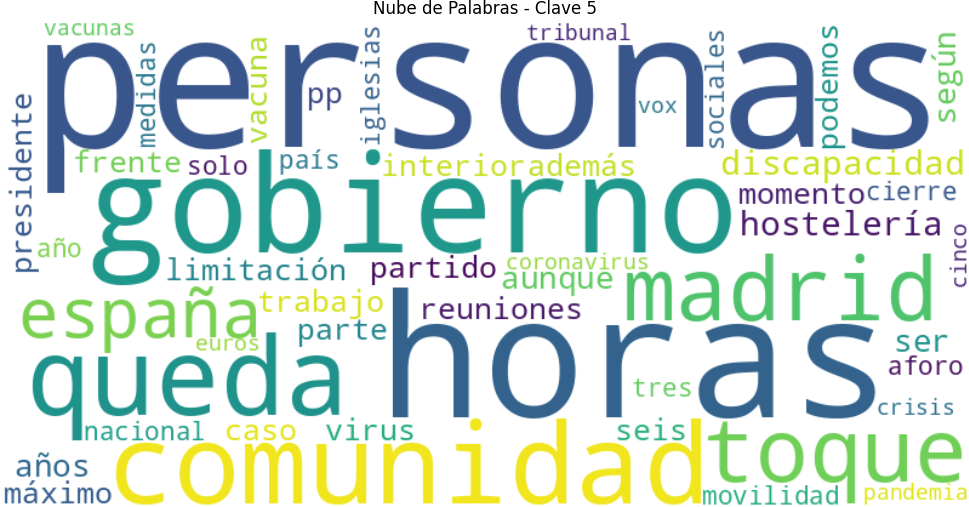 Nube de Palabras - Clave 5
vacunas
personas
tribunal
medidas
vacuna
pp
iglesias
vox
sociales
podemos
según
presidente
frente
solo
país
interior
además
discapacidad
gobierno
momento
cierre
hostelería
año
limitación
partido
coronavirus
aunque
madrid
cinco
españa
trabajo
reuniones
horas
parte
euros
ser
queda
tres
aforo
crisis
nacional
caso
virus
seis
toque
comunidad
años
máximo
movilidad
pandemia